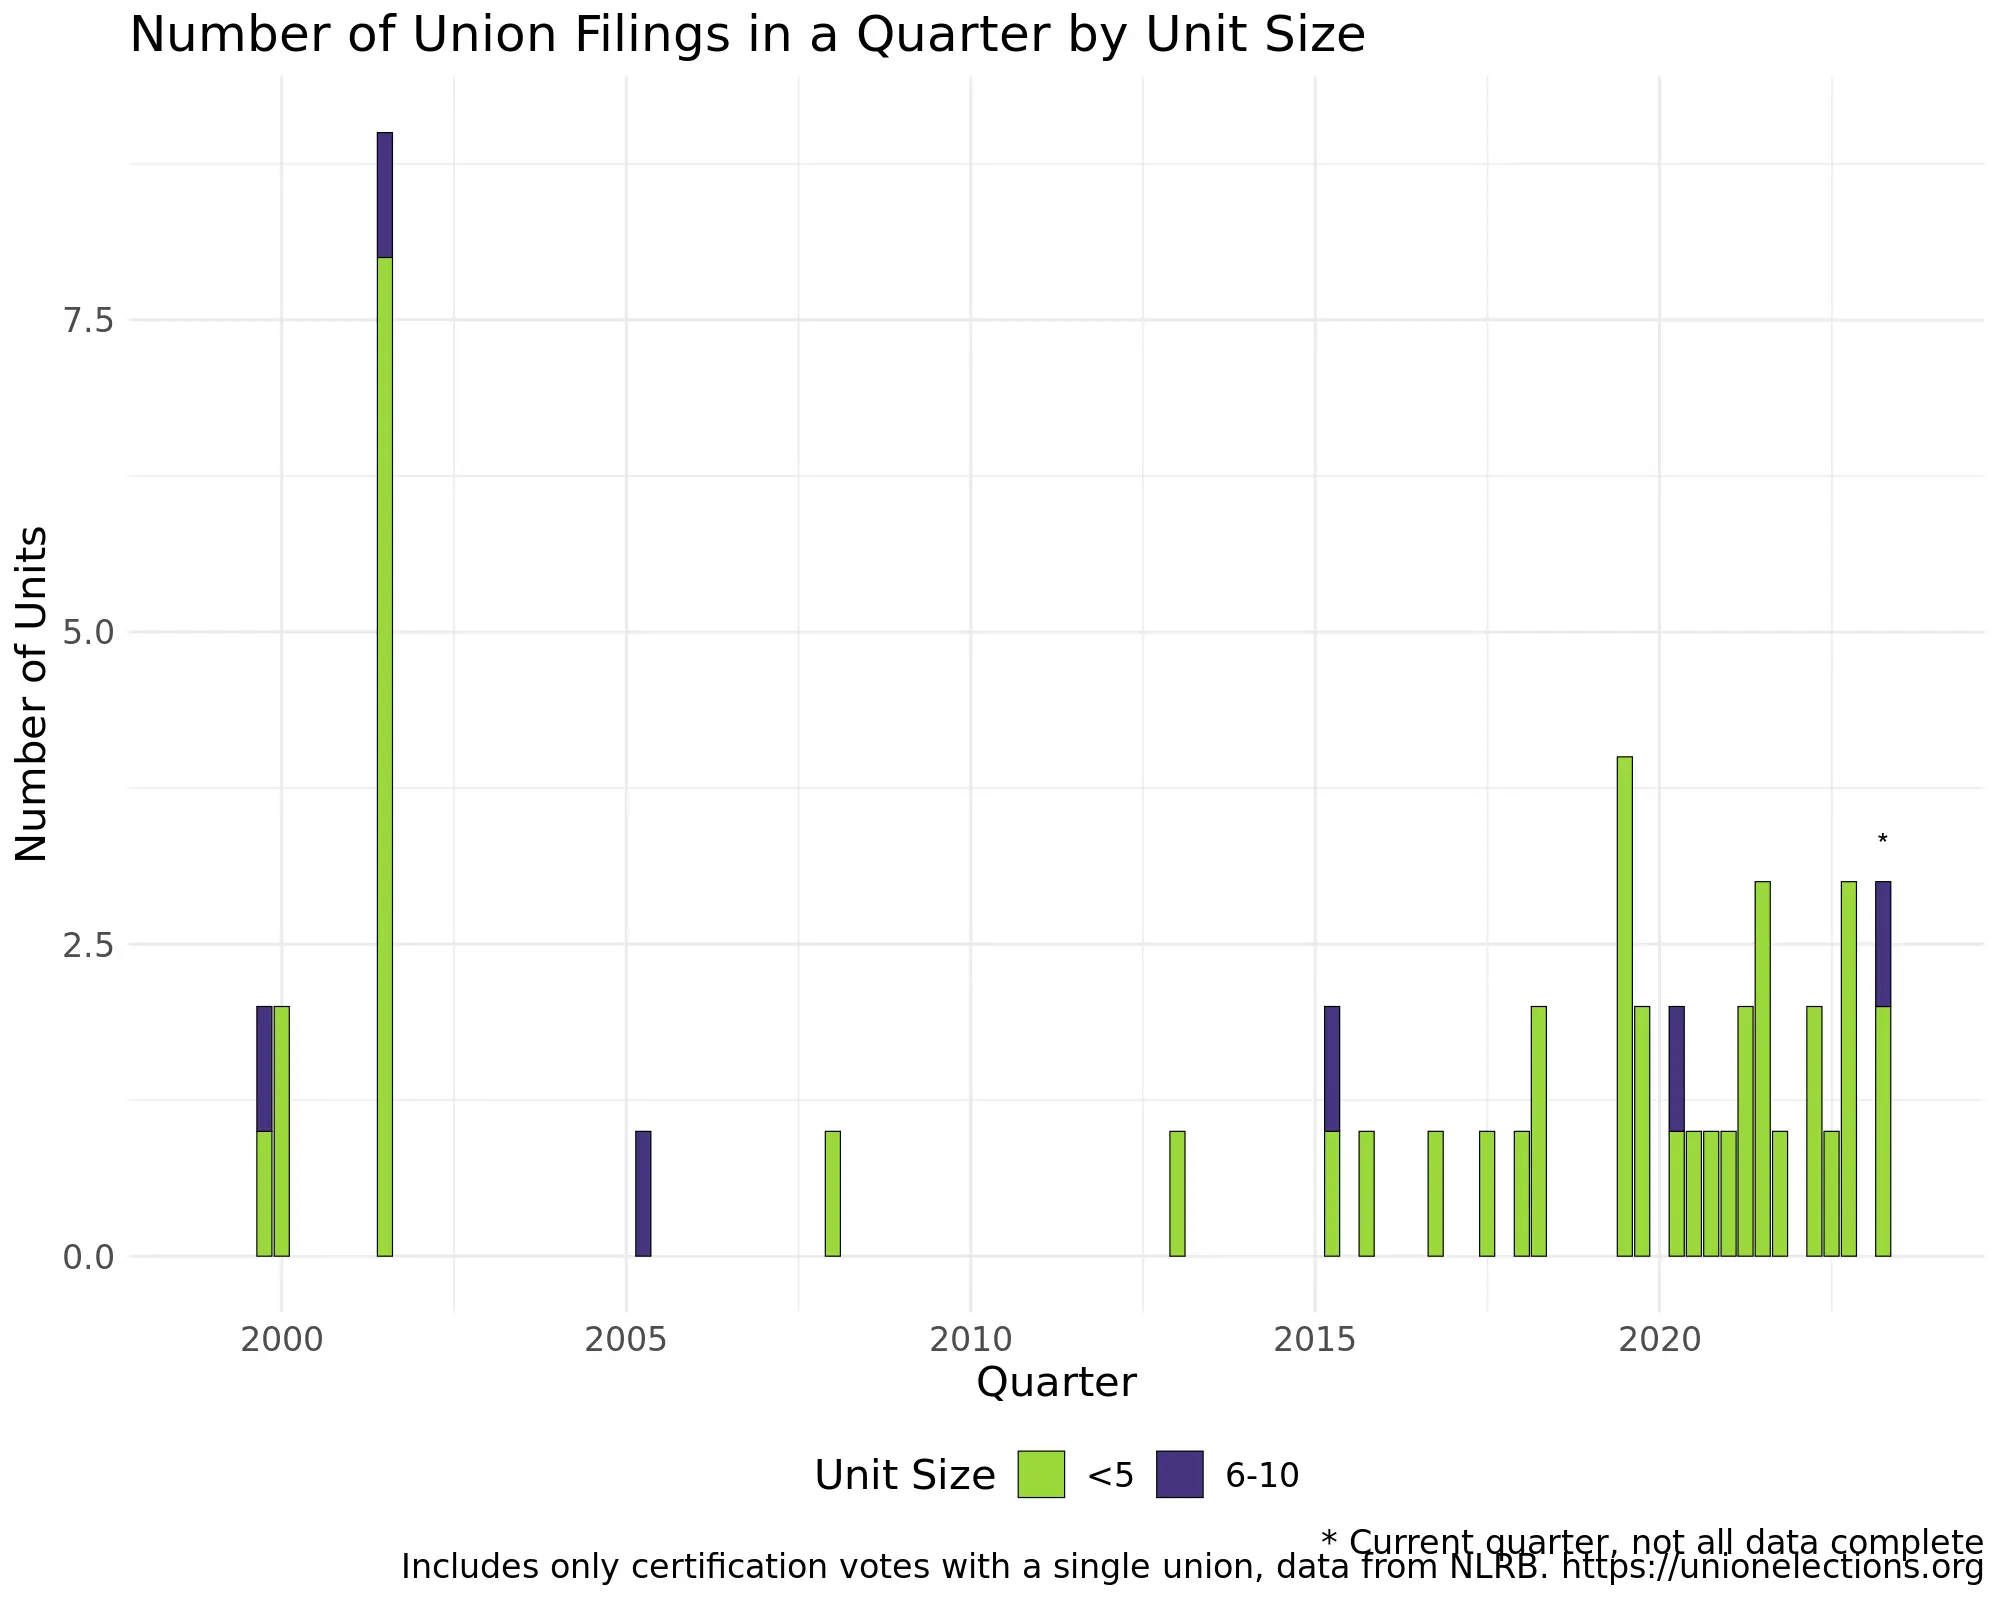 Number of Union Filings in a Quarter by Unit Size
Number of Units
7.5
5.0
2.5
0.0
*
2000 2005 2010 2015 2020
Quarter
Unit Size <5 6-10
* Current quarter, not all data complete
Includes only certification votes with a single union, data from NLRB. https://unionelections.org